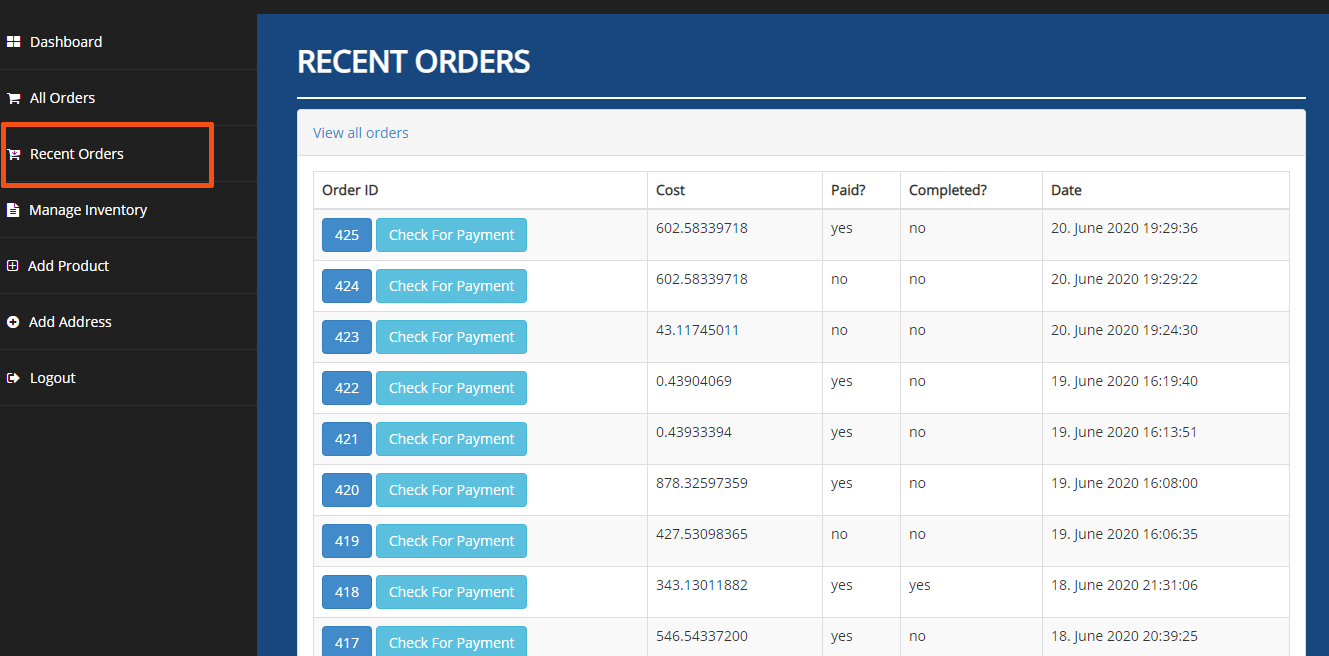 Dashboard
All Orders
Recent Orders
Manage Inventory
Add Product
Add Address
Logout
RECENT ORDERS
View all orders
Order ID Cost Paid? Completed? Date
425 Check For Payment 602.58339718 yes no 20. June 2020 19:29:36
424 Check For Payment 602.58339718 no no 20. June 2020 19:29:22
423 Check For Payment 43.11745011 no no 20. June 2020 19:24:30
422 Check For Payment 0.43904069 yes no 19. June 2020 16:19:40
421 Check For Payment 0.43933394 yes no 19. June 2020 16:13:51
420 Check For Payment 878.32597359 yes no 19. June 2020 16:08:00
419 Check For Payment 427.53098365 no no 19. June 2020 16:06:35
418 Check For Payment 343.13011882 yes yes 18. June 2020 21:31:06
417 Check For Payment 546.54337200 yes no 18. June 2020 20:39:25